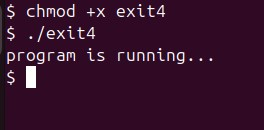 $ chmod +x exit4
$ ./exit4
program is running...
$